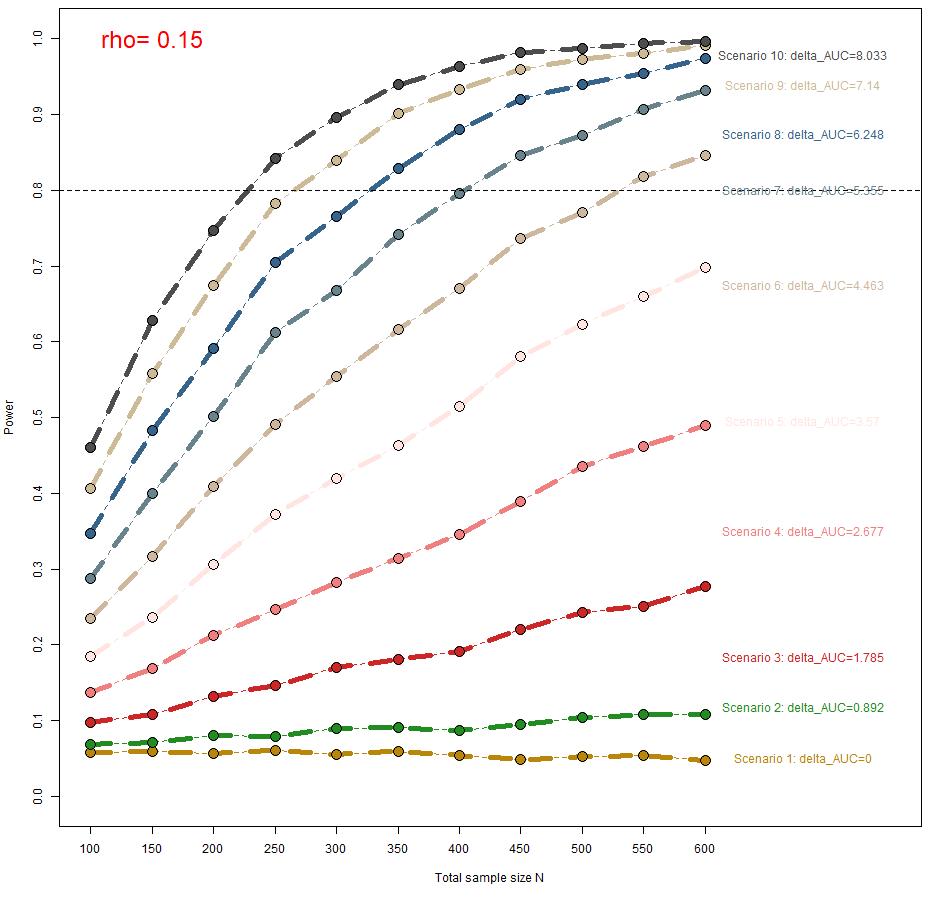 rho= 0.15
1.0
0.9
0.8
0.7
0.6
0.5
0.4
0.3
0.2
0.1
0.0
Power
Scenario 10: delta_AUC=8.033
Scenario 9: delta_AUC=7.14
Scenario 8: delta_AUC=6.248
Scenario 7: delta_AUC=5.355
Scenario 6: delta_AUC=4.463
Scenario 5: delta_AUC=3.57
Scenario 4: delta_AUC=2.677
Scenario 3: delta_AUC=1.785
Scenario 2: delta_AUC=0.892
Scenario 1: delta_AUC=0
100 150 200 250 300 350 400 450 500 550 600
Total sample size N